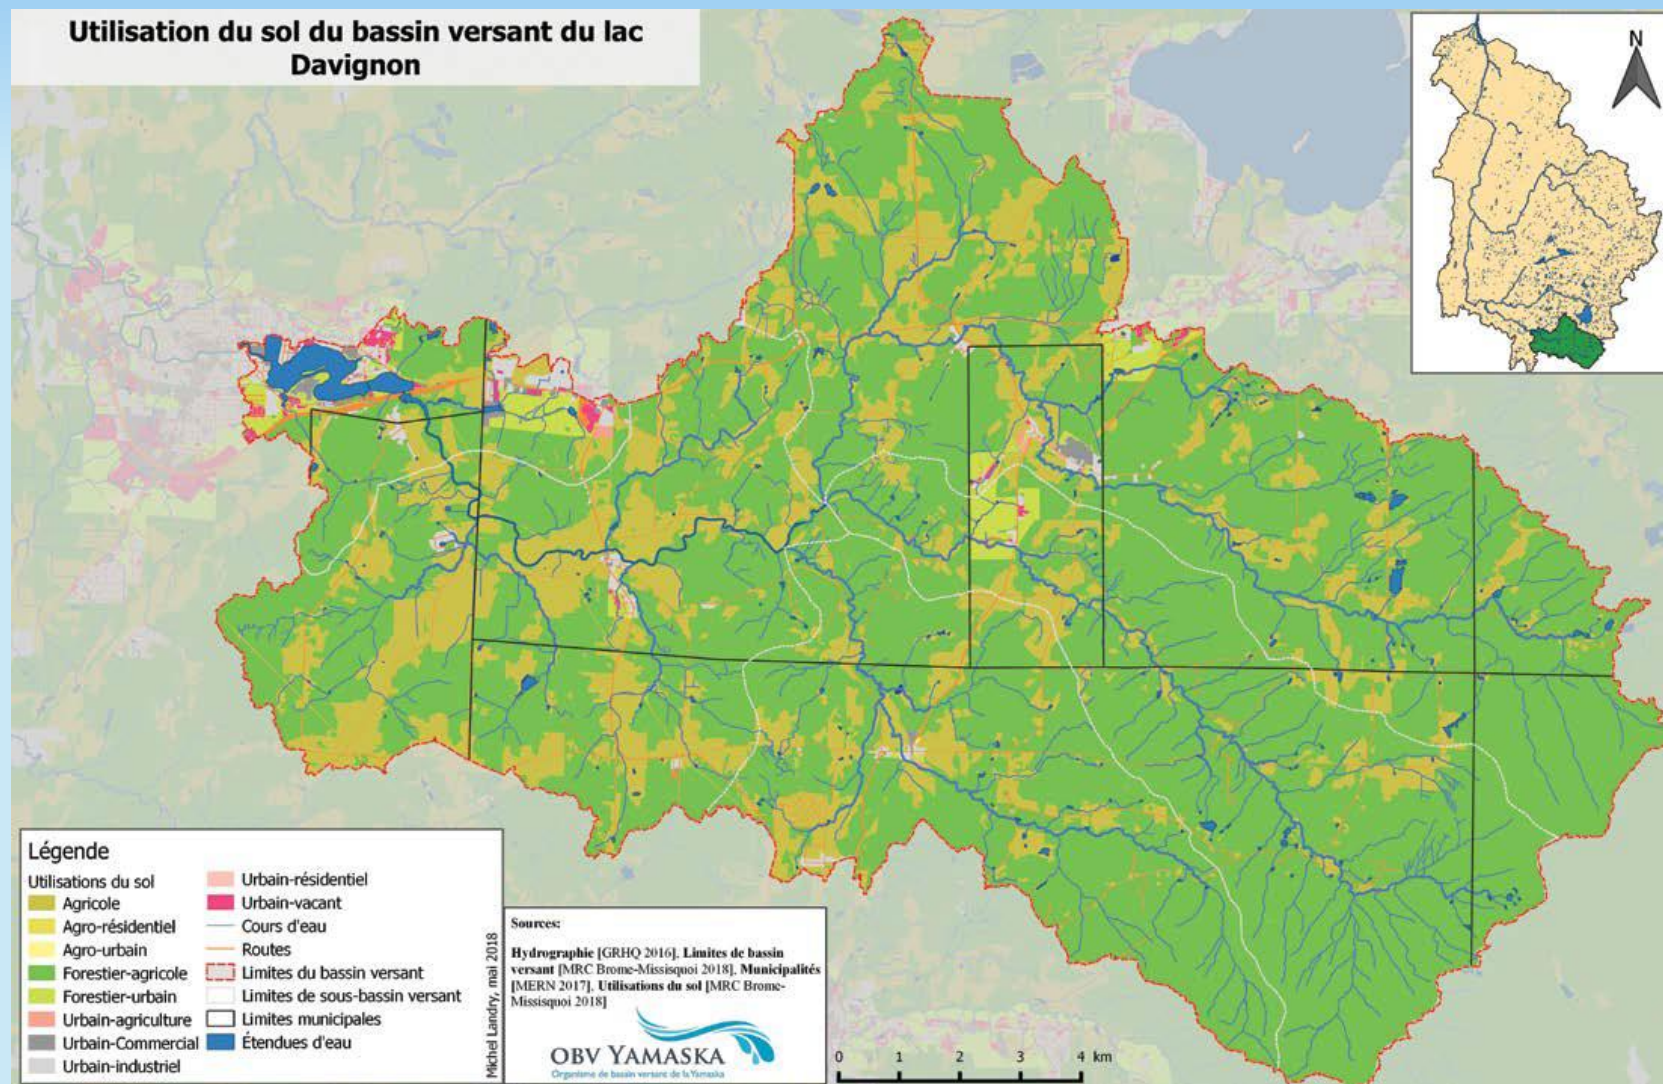 Utilisation du sol du bassin versant du lac
Davignon
N
Légende
Utilisations du sol
Agricole
Agro-résidentiel
Agro-urbain
Forestier-agricole
Forestier-urbain
Urbain-agriculture
Urbain-Commercial
Urbain-industriel
Urbain-résidentiel
Urbain-vacant
Cours d'eau
Routes
Limites du bassin versant
Limites de sous-bassin versant
Limites municipales
Étendues d'eau
Michel Landry, mai 2018
Sources:
Hydrographie [GRHQ 2016]. Limites de bassin
versant [MRC Brome-Missisquoi 2018], Municipalités
[MERN 2017]. Utilisations du sol [MRC Brome-
Missisquoi 2018]
OBV YAMASKA
Organisme de bassin versant de la Yamaska
0 1 2 3 4 km